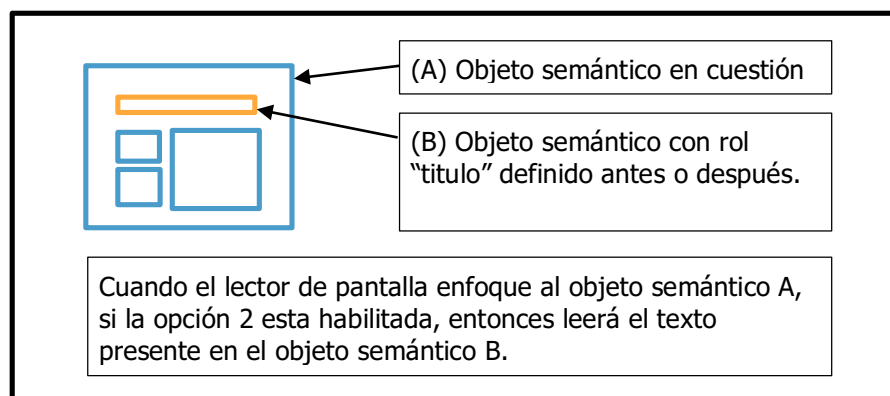 (A) Objeto semántico en cuestión
(B) Objeto semántico con rol
“titulo” definido antes o después.
Cuando el lector de pantalla enfoque al objeto semántico A,
si la opción 2 esta habilitada, entonces leerá el texto
presente en el objeto semántico B.